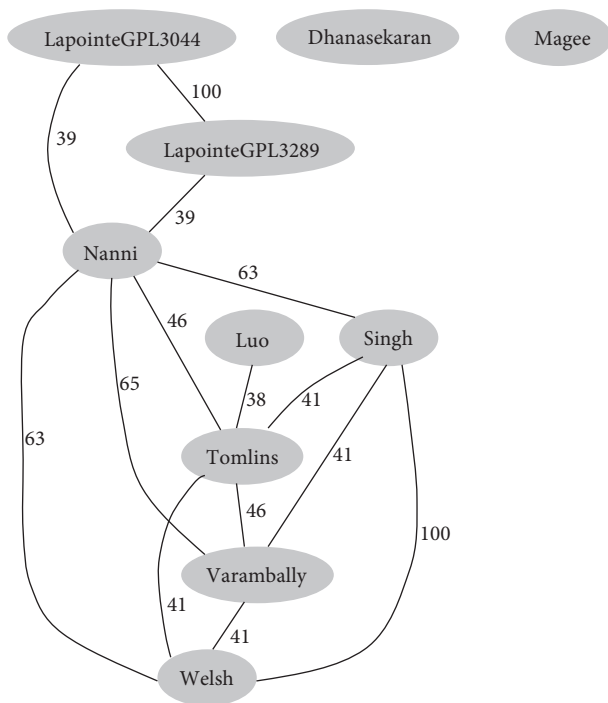 LapointeGPL3044
Dhanasekaran
Magee
100
39
LapointeGPL3289
39
Nanni
63
46
Luo
Singh
65
38
41
63
Tomlins
41
46
100
Varambally
41
41
Welsh